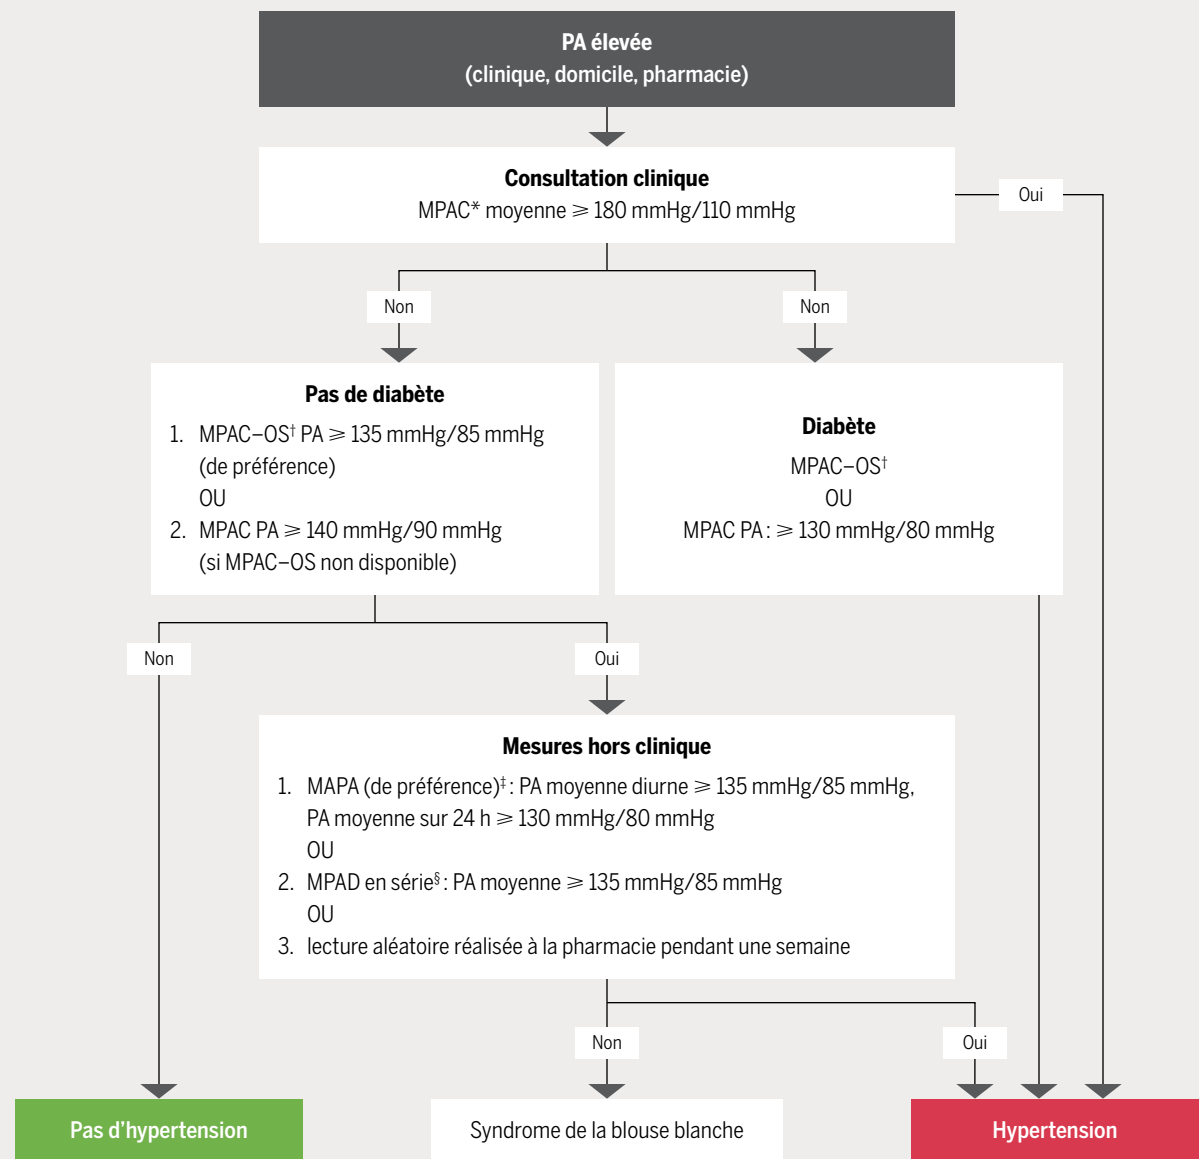 PA élevée
(clinique, domicile, pharmacie)
Consultation clinique
MPAC* moyenne ⩾ 180 mmHg/110 mmHg
Oui
Non
Non
Pas de diabète
1. MPAC–OS† PA ⩾ 135 mmHg/85 mmHg
(de préférence)
OU
2. MPAC PA ⩾ 140 mmHg/90 mmHg
(si MPAC–OS non disponible)
Diabète
MPAC–OS†
OU
MPAC PA : ⩾ 130 mmHg/80 mmHg
Non
Oui
Mesures hors clinique
1. MAPA (de préférence)‡ : PA moyenne diurne ⩾ 135 mmHg/85 mmHg,
PA moyenne sur 24 h ⩾ 130 mmHg/80 mmHg
OU
2. MPAD en série§ : PA moyenne ⩾ 135 mmHg/85 mmHg
OU
3. lecture aléatoire réalisée à la pharmacie pendant une semaine
Non
Oui
Pas d'hypertension
Syndrome de la blouse blanche
Hypertension